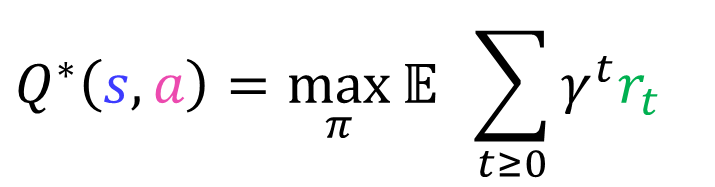 Q*(s, a) = max_π 𝔼 ∑_{t≥0} γ^t r_t